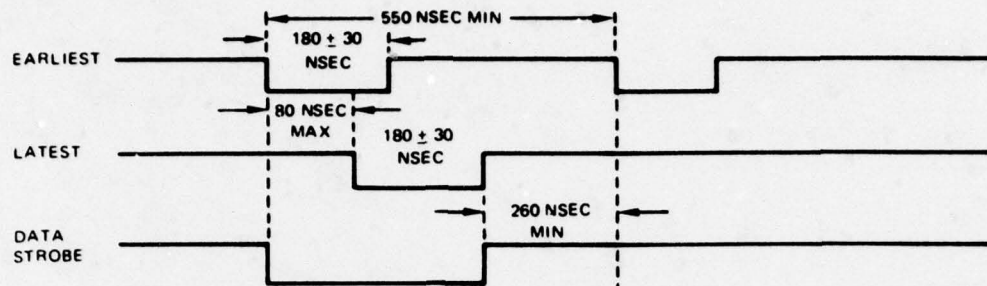 550 NSEC MIN
180 ± 30
NSEC
EARLIEST
80 NSEC
MAX
180 ± 30
NSEC
LATEST
260 NSEC
MIN
DATA
STROBE